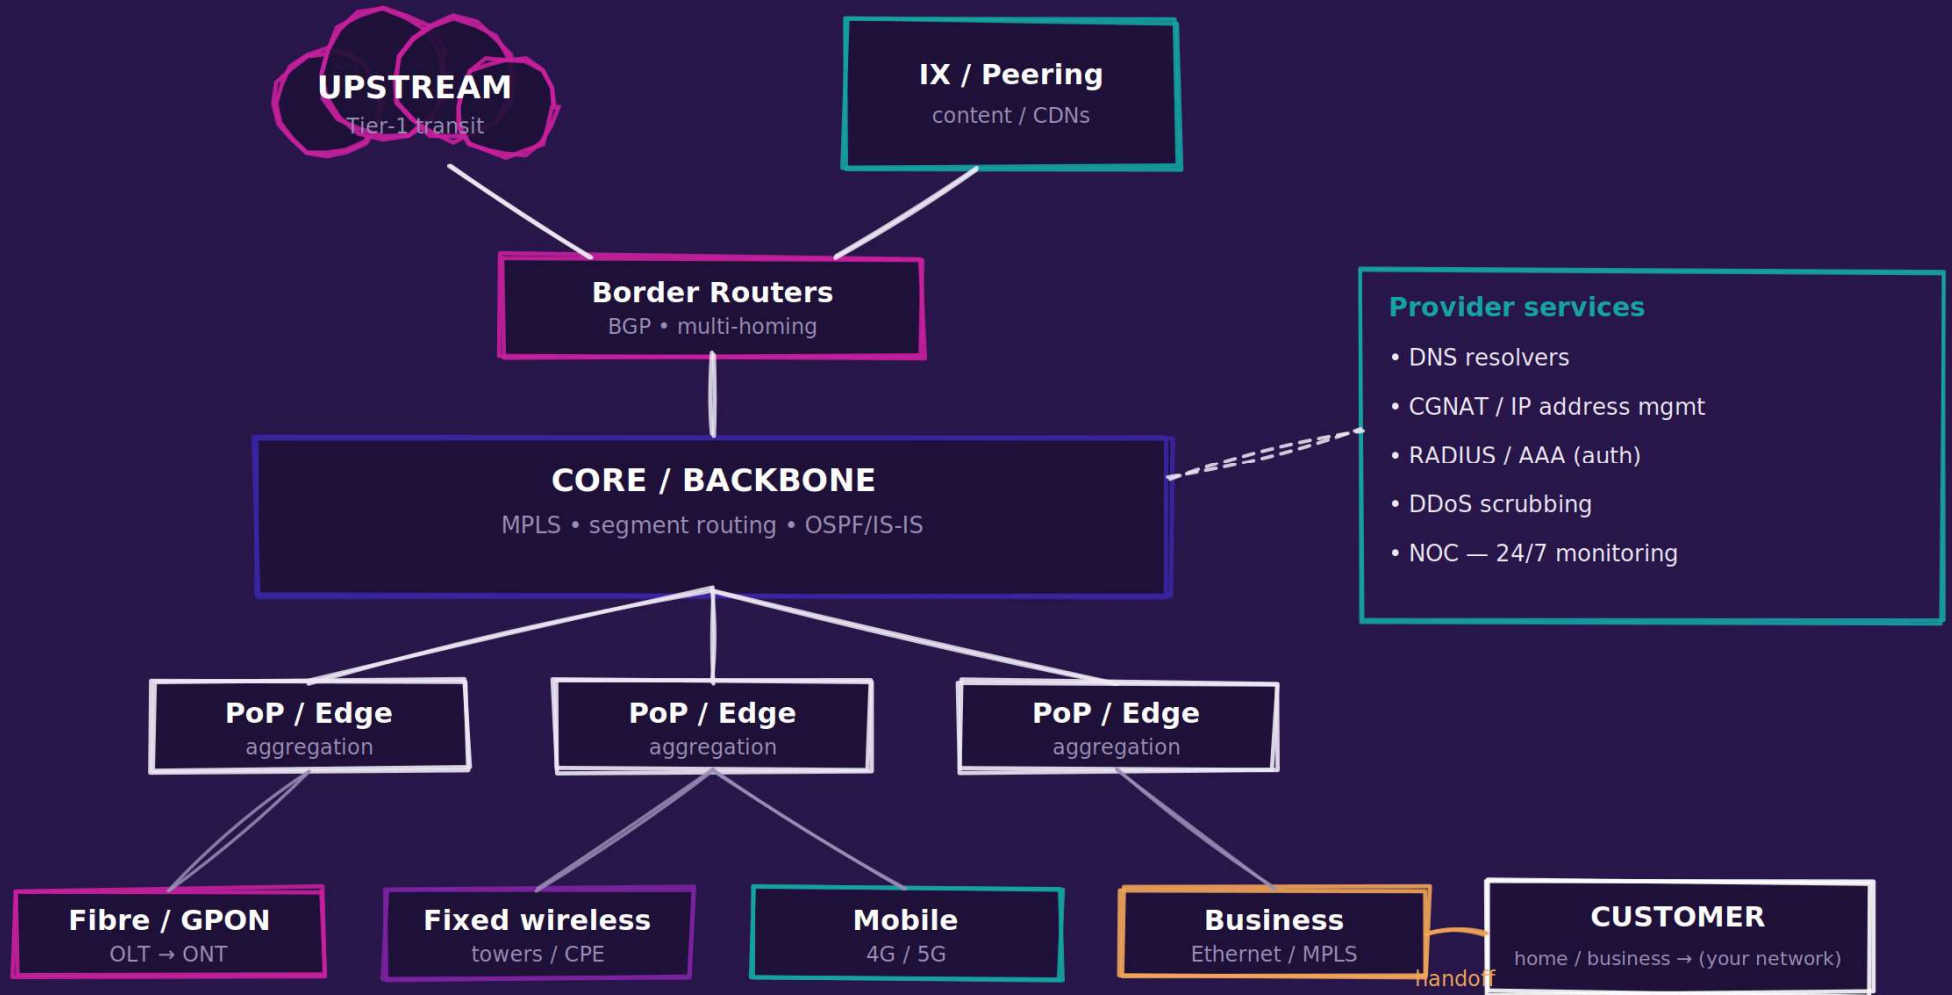 UPSTREAM
Tier-1 transit
IX / Peering
content / CDNs
Border Routers
BGP • multi-homing
Provider services
• DNS resolvers
• CGNAT / IP address mgmt
• RADIUS / AAA (auth)
• DDoS scrubbing
• NOC — 24/7 monitoring
CORE / BACKBONE
MPLS • segment routing • OSPF/IS-IS
PoP / Edge
aggregation
PoP / Edge
aggregation
PoP / Edge
aggregation
Fibre / GPON
OLT → ONT
Fixed wireless
towers / CPE
Mobile
4G / 5G
Business
Ethernet / MPLS
handoff
CUSTOMER
home / business → (your network)